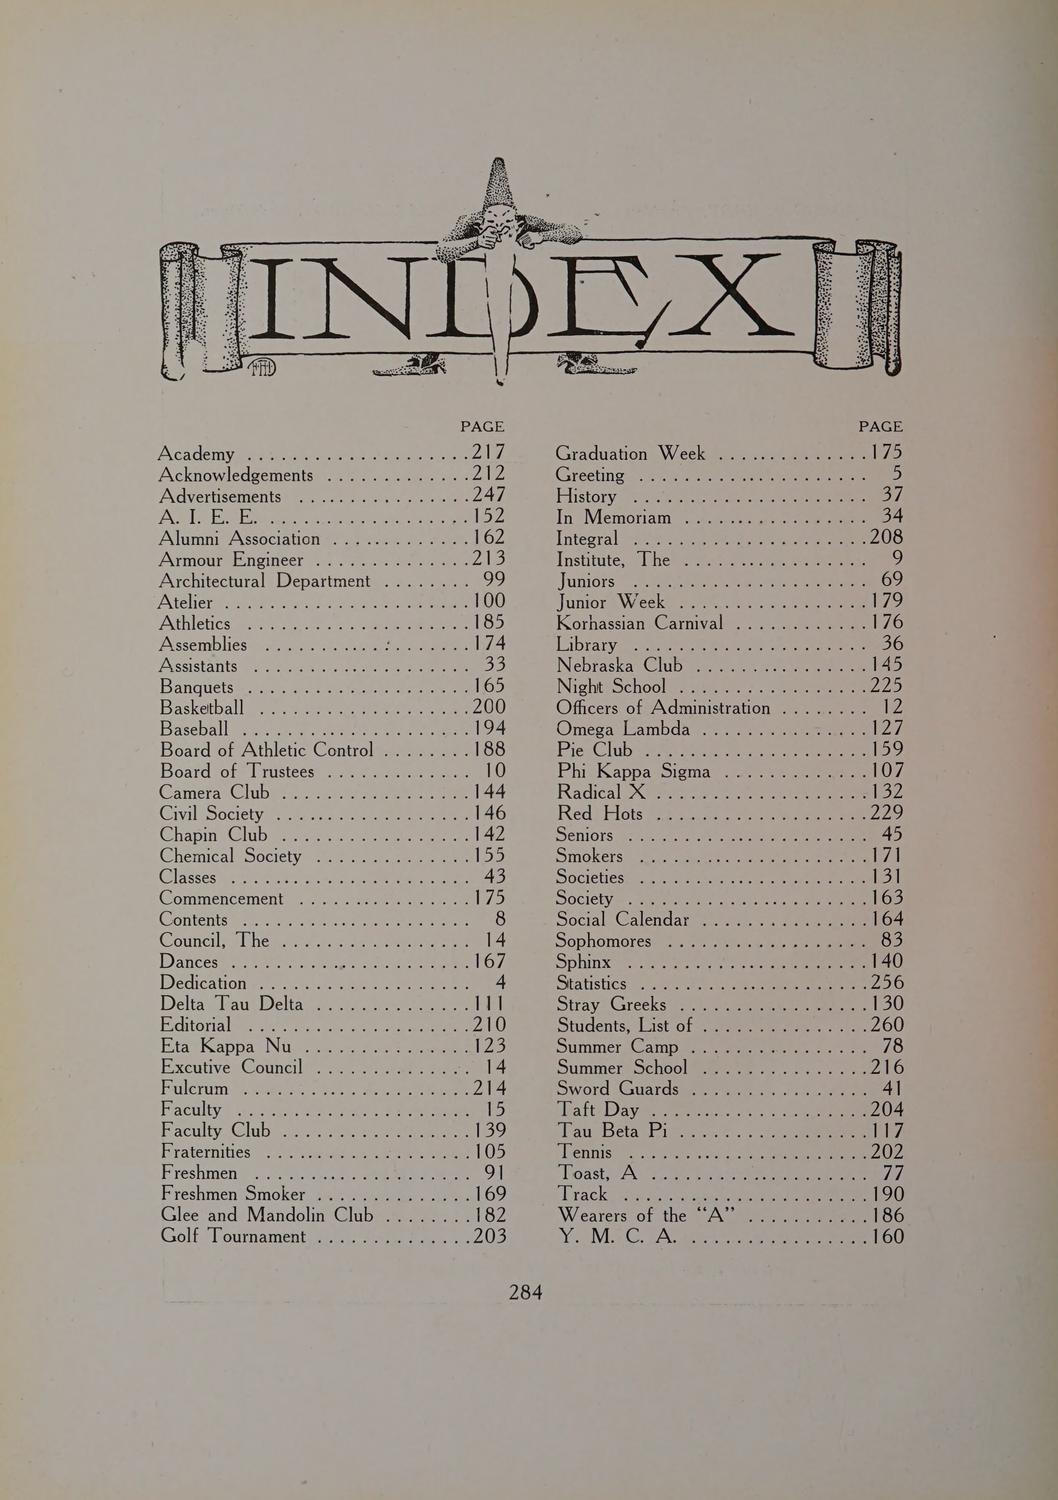 INDEX
PAGE
Academy . . . . . . . . . . . . . . . . . . . . 217
Acknowledgements . . . . . . . . . . . . . 212
Advertisements . . . . . . . . . . . . . . . . 247
A. I. E. E. . . . . . . . . . . . . . . . . . . . 152
Alumni Association . . . . . . . . . . . . . 162
Armour Engineer . . . . . . . . . . . . . . 213
Architectural Department . . . . . . . . 99
Atelier . . . . . . . . . . . . . . . . . . . . . . 100
Athletics . . . . . . . . . . . . . . . . . . . . 185
Assemblies . . . . . . . . . . . . . . . . . . . 174
Assistants . . . . . . . . . . . . . . . . . . . . 33
Banquets . . . . . . . . . . . . . . . . . . . . 165
Basketball . . . . . . . . . . . . . . . . . . . 200
Baseball . . . . . . . . . . . . . . . . . . . . . 194
Board of Athletic Control . . . . . . . . 188
Board of Trustees . . . . . . . . . . . . . 10
Camera Club . . . . . . . . . . . . . . . . . 144
Civil Society . . . . . . . . . . . . . . . . . . 146
Chapin Club . . . . . . . . . . . . . . . . . 142
Chemical Society . . . . . . . . . . . . . . 155
Classes . . . . . . . . . . . . . . . . . . . . . . 43
Commencement . . . . . . . . . . . . . . . . 175
Contents . . . . . . . . . . . . . . . . . . . . . 8
Council, The . . . . . . . . . . . . . . . . . 14
Dances . . . . . . . . . . . . . . . . . . . . . . 167
Dedication . . . . . . . . . . . . . . . . . . . 4
Delta Tau Delta . . . . . . . . . . . . . . 111
Editorial . . . . . . . . . . . . . . . . . . . . 210
Eta Kappa Nu . . . . . . . . . . . . . . . 123
Excutive Council . . . . . . . . . . . . . . 14
Fulcrum . . . . . . . . . . . . . . . . . . . . . 214
Faculty . . . . . . . . . . . . . . . . . . . . . 15
Faculty Club . . . . . . . . . . . . . . . . . 139
Fraternities . . . . . . . . . . . . . . . . . . . 105
Freshmen . . . . . . . . . . . . . . . . . . . . 91
Freshmen Smoker . . . . . . . . . . . . . . 169
Glee and Mandolin Club . . . . . . . . 182
Golf Tournament . . . . . . . . . . . . . . 203
PAGE
Graduation Week . . . . . . . . . . . . . . 175
Greeting . . . . . . . . . . . . . . . . . . . . . 5
History . . . . . . . . . . . . . . . . . . . . . 37
In Memoriam . . . . . . . . . . . . . . . . . 34
Integral . . . . . . . . . . . . . . . . . . . . . 208
Institute, The . . . . . . . . . . . . . . . . . 9
Juniors . . . . . . . . . . . . . . . . . . . . . 69
Junior Week . . . . . . . . . . . . . . . . . 179
Korhassian Carnival . . . . . . . . . . . . 176
Library . . . . . . . . . . . . . . . . . . . . . 36
Nebraska Club . . . . . . . . . . . . . . . . 145
Night School . . . . . . . . . . . . . . . . . 225
Officers of Administration . . . . . . . . 12
Omega Lambda . . . . . . . . . . . . . . . 127
Pie Club . . . . . . . . . . . . . . . . . . . . 159
Phi Kappa Sigma . . . . . . . . . . . . . 107
Radical X . . . . . . . . . . . . . . . . . . . 132
Red Hots . . . . . . . . . . . . . . . . . . . 229
Seniors . . . . . . . . . . . . . . . . . . . . . . 45
Smokers . . . . . . . . . . . . . . . . . . . . . 171
Societies . . . . . . . . . . . . . . . . . . . . . 131
Society . . . . . . . . . . . . . . . . . . . . . . 163
Social Calendar . . . . . . . . . . . . . . . 164
Sophomores . . . . . . . . . . . . . . . . . . 83
Sphinx . . . . . . . . . . . . . . . . . . . . . . 140
Statistics . . . . . . . . . . . . . . . . . . . . . 256
Stray Greeks . . . . . . . . . . . . . . . . . 130
Students, List of . . . . . . . . . . . . . . . 260
Summer Camp . . . . . . . . . . . . . . . . 78
Summer School . . . . . . . . . . . . . . . 216
Sword Guards . . . . . . . . . . . . . . . . 41
Taft Day . . . . . . . . . . . . . . . . . . . . 204
Tau Beta Pi . . . . . . . . . . . . . . . . . 117
Tennis . . . . . . . . . . . . . . . . . . . . . . 202
Toast, A . . . . . . . . . . . . . . . . . . . . 77
Track . . . . . . . . . . . . . . . . . . . . . . 190
Wearers of the “A” . . . . . . . . . . . 186
Y. M. C. A. . . . . . . . . . . . . . . . . 160
284